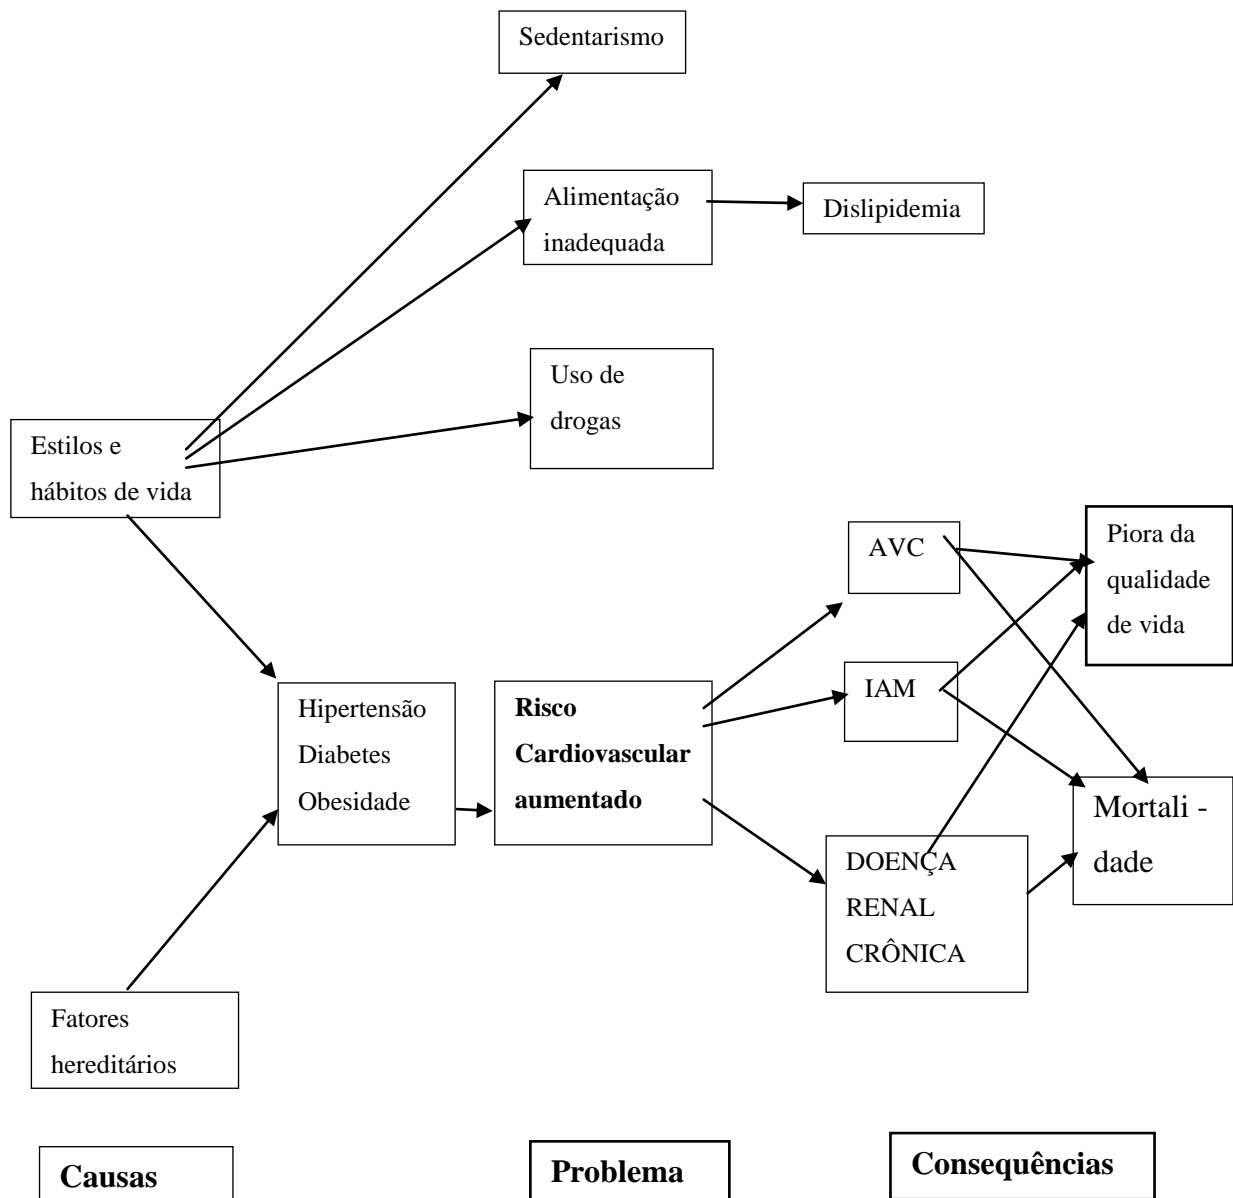 Sedentarismo
Alimentação
inadequada
Dislipidemia
Uso de
drogas
Estilos e
hábitos de vida
AVC
Piora da
qualidade
de vida
IAM
Hipertensão
Diabetes
Obesidade
Risco
Cardiovascular
aumentado
Mortali -
dade
DOENÇA
RENAL
CRÔNICA
Fatores
hereditários
Causas
Problema
Consequências